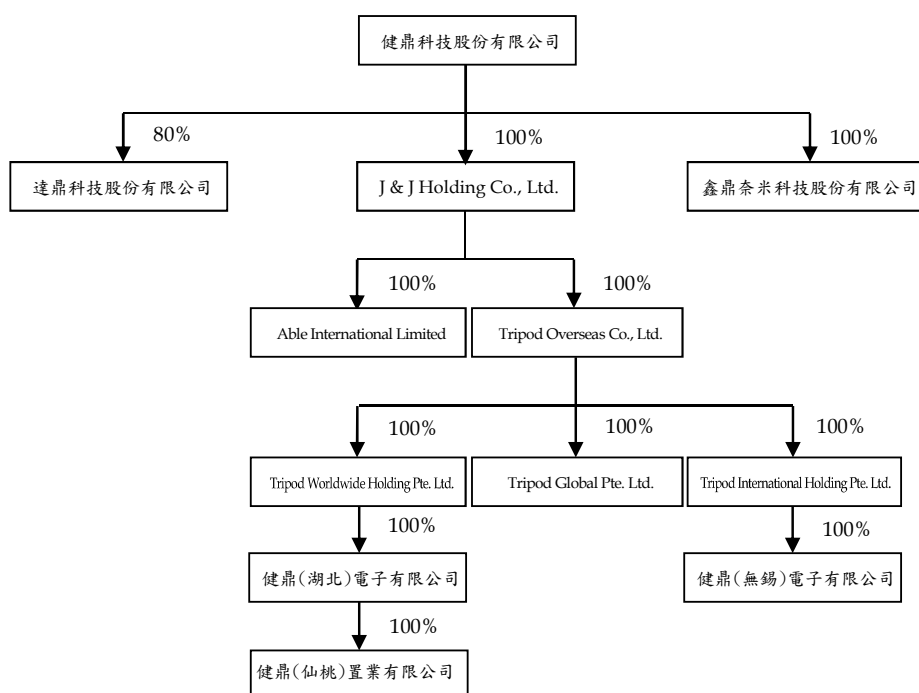 健鼎科技股份有限公司
80%
100%
100%
達鼎科技股份有限公司
J & J Holding Co., Ltd.
鑫鼎奈米科技股份有限公司
100%
100%
Able International Limited
Tripod Overseas Co., Ltd.
100%
100%
100%
Tripod Worldwide Holding Pte. Ltd.
Tripod Global Pte. Ltd.
Tripod International Holding Pte. Ltd.
100%
100%
健鼎(湖北)電子有限公司
健鼎(無錫)電子有限公司
100%
健鼎(仙桃)置業有限公司